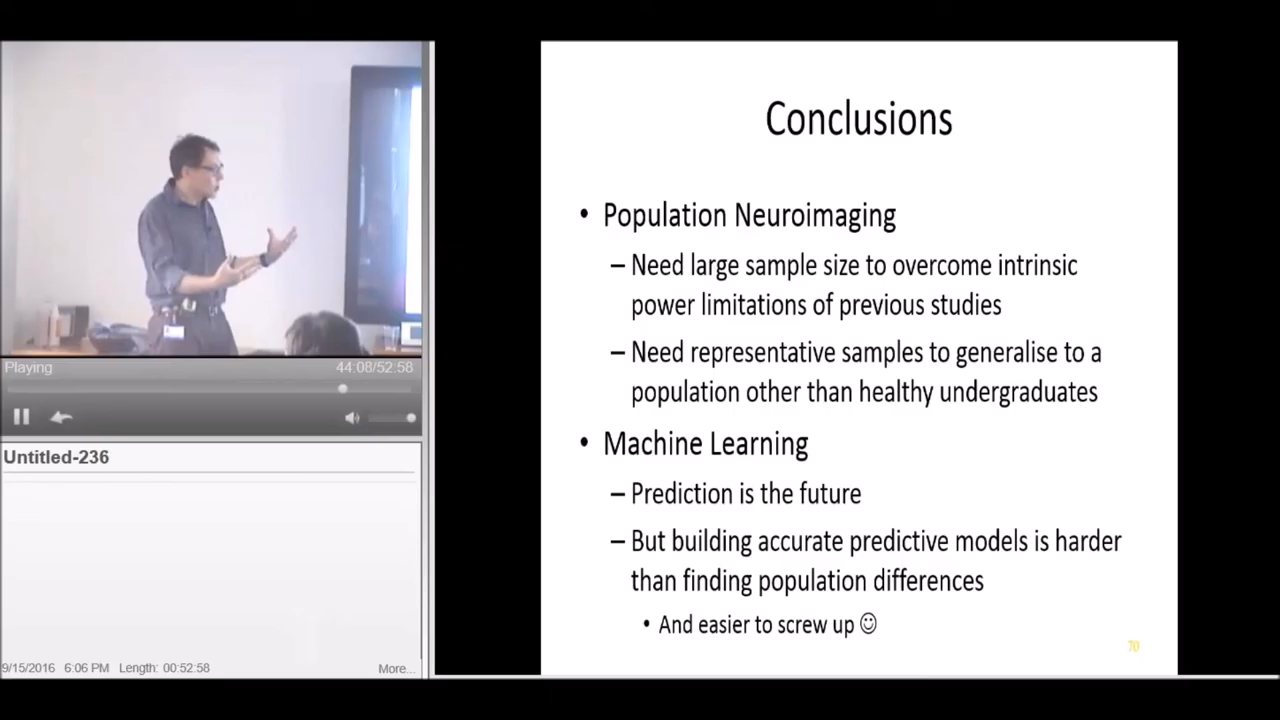 Conclusions
• Population Neuroimaging
– Need large sample size to overcome intrinsic
power limitations of previous studies
– Need representative samples to generalise to a
population other than healthy undergraduates
• Machine Learning
– Prediction is the future
– But building accurate predictive models is harder
than finding population differences
• And easier to screw up ☺
70
Playing 44:08/52:58
Untitled-236
9/15/2016 6:06 PM Length: 00:52:58 More...